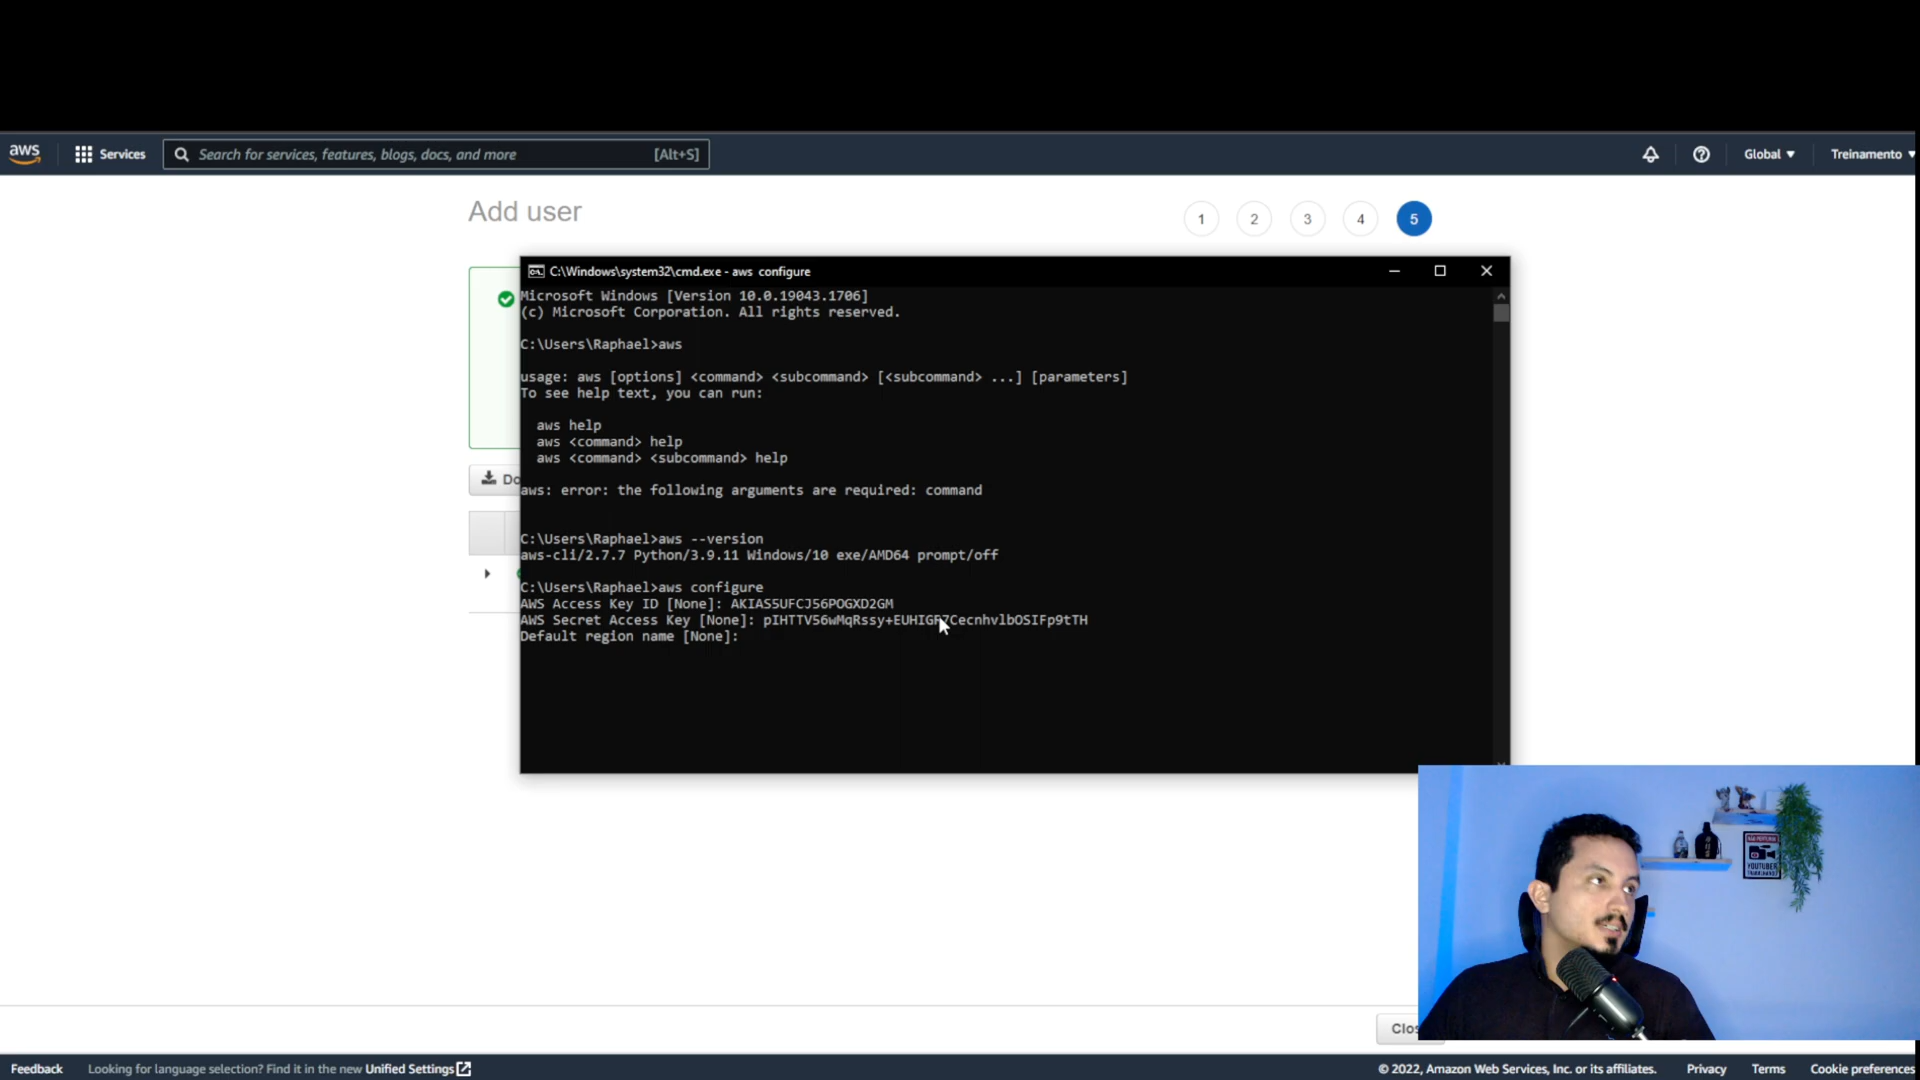 aws
Services
Search for services, features, blogs, docs, and more [Alt+S]
Global
Treinamento
Add user
1 2 3 4 5
C:\Windows\system32\cmd.exe - aws configure
Microsoft Windows [Version 10.0.19043.1706]
(c) Microsoft Corporation. All rights reserved.
C:\Users\Raphael>aws
usage: aws [options] <command> <subcommand> [<subcommand> ...] [parameters]
To see help text, you can run:
aws help
aws <command> help
aws <command> <subcommand> help
aws: error: the following arguments are required: command
C:\Users\Raphael>aws --version
aws-cli/2.7.7 Python/3.9.11 Windows/10 exe/AMD64 prompt/off
C:\Users\Raphael>aws configure
AWS Access Key ID [None]:
AWS Secret Access Key [None]:
Default region name [None]:
YOUTUBER
Feedback
Looking for language selection? Find it in the new Unified Settings
© 2022, Amazon Web Services, Inc. or its affiliates.
Privacy
Terms
Cookie preferences